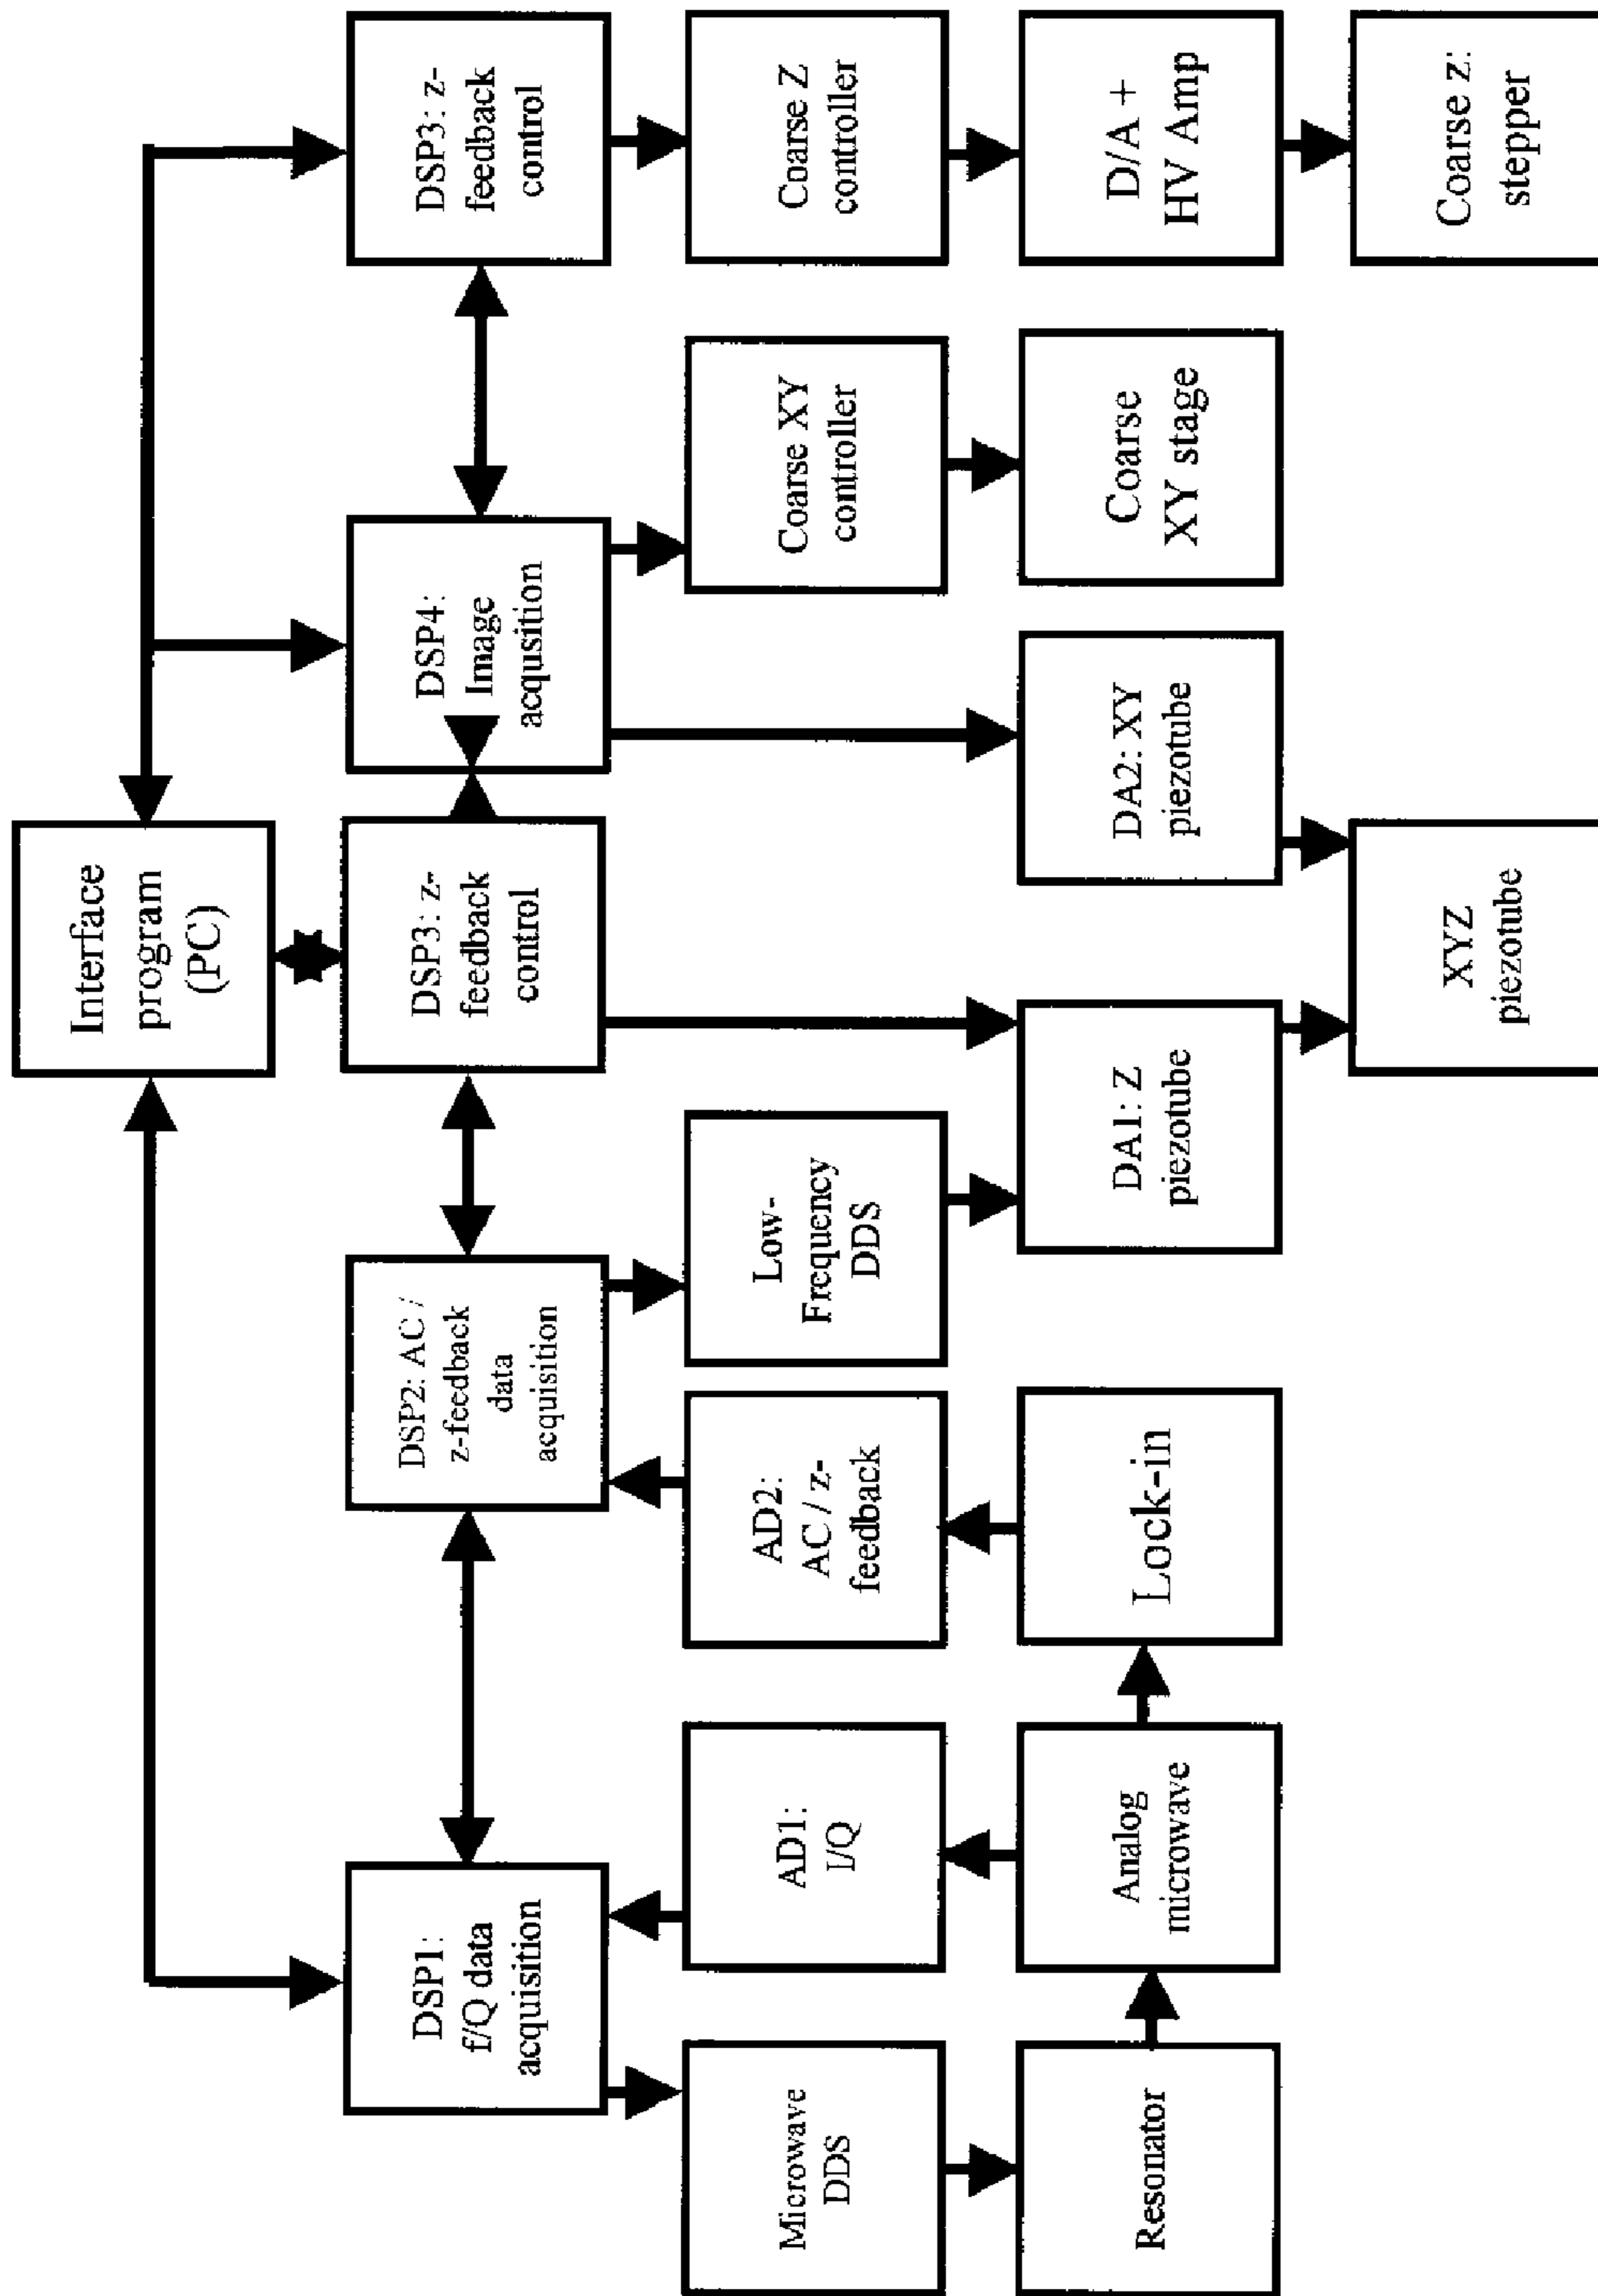 Interface
program
(PC)
DSP1:
f/Q data
acquisition
DSP2: AC /
z-feedback
data
acquisition
DSP3: z-
feedback
control
DSP4:
Image
acqusition
DSP3: z-
feedback
control
Microwave
DDS
AD1:
I/Q
AD2:
AC / z-
feedback
Low-
Frequency
DDS
Coarse XY
controller
Coarse Z
controller
Resonator
Analog
microwave
Lock-in
DA1: Z
piezotube
DA2: XY
piezotube
Coarse
XY stage
D/A +
HV Amp
XYZ
piezotube
Coarse z:
stepper